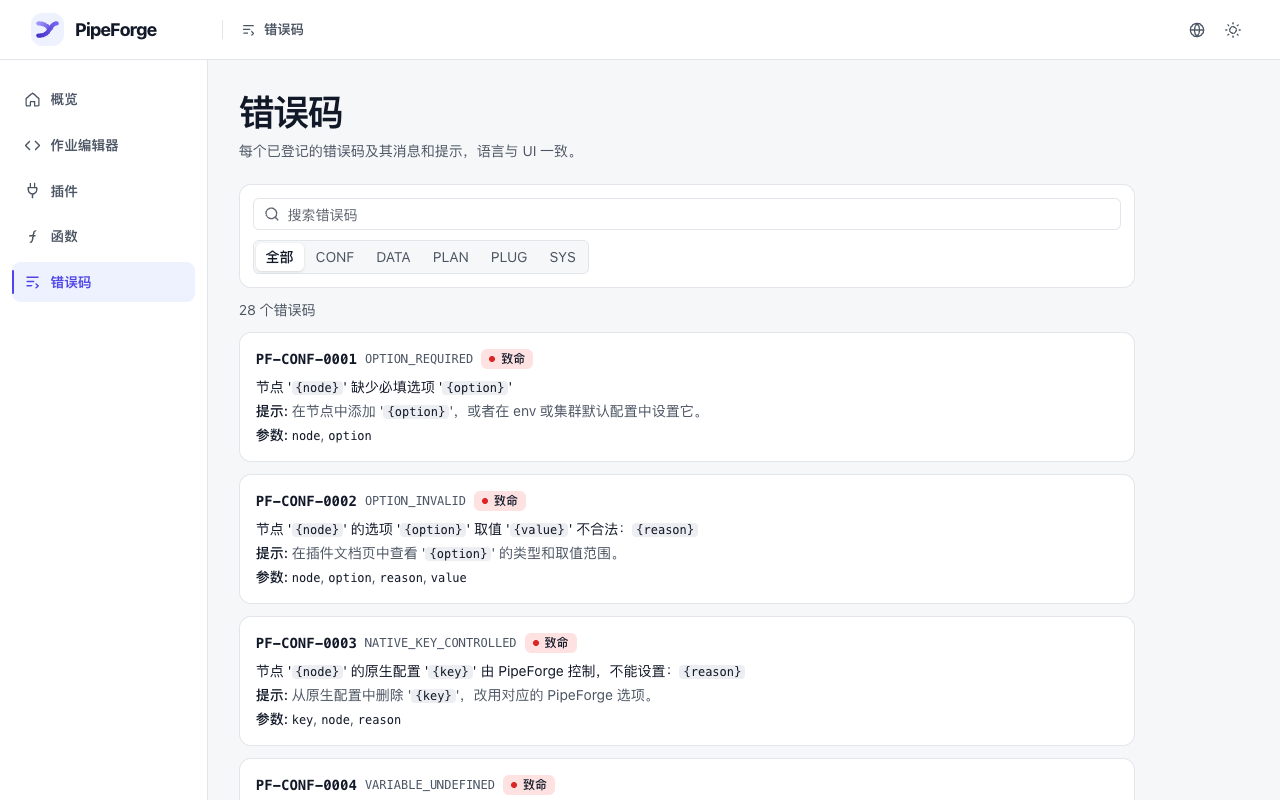 PipeForge
错误码
概览
作业编辑器
插件
函数
错误码
错误码
每个已登记的错误码及其消息和提示，语言与 UI 一致。
搜索错误码
全部 CONF DATA PLAN PLUG SYS
28 个错误码
PF-CONF-0001 OPTION_REQUIRED 致命
节点 '{node}' 缺少必填选项 '{option}'
提示: 在节点中添加 '{option}'，或者在 env 或集群默认配置中设置它。
参数: node, option
PF-CONF-0002 OPTION_INVALID 致命
节点 '{node}' 的选项 '{option}' 取值 '{value}' 不合法：{reason}
提示: 在插件文档页中查看 '{option}' 的类型和取值范围。
参数: node, option, reason, value
PF-CONF-0003 NATIVE_KEY_CONTROLLED 致命
节点 '{node}' 的原生配置 '{key}' 由 PipeForge 控制，不能设置：{reason}
提示: 从原生配置中删除 '{key}'，改用对应的 PipeForge 选项。
参数: key, node, reason
PF-CONF-0004 VARIABLE_UNDEFINED 致命